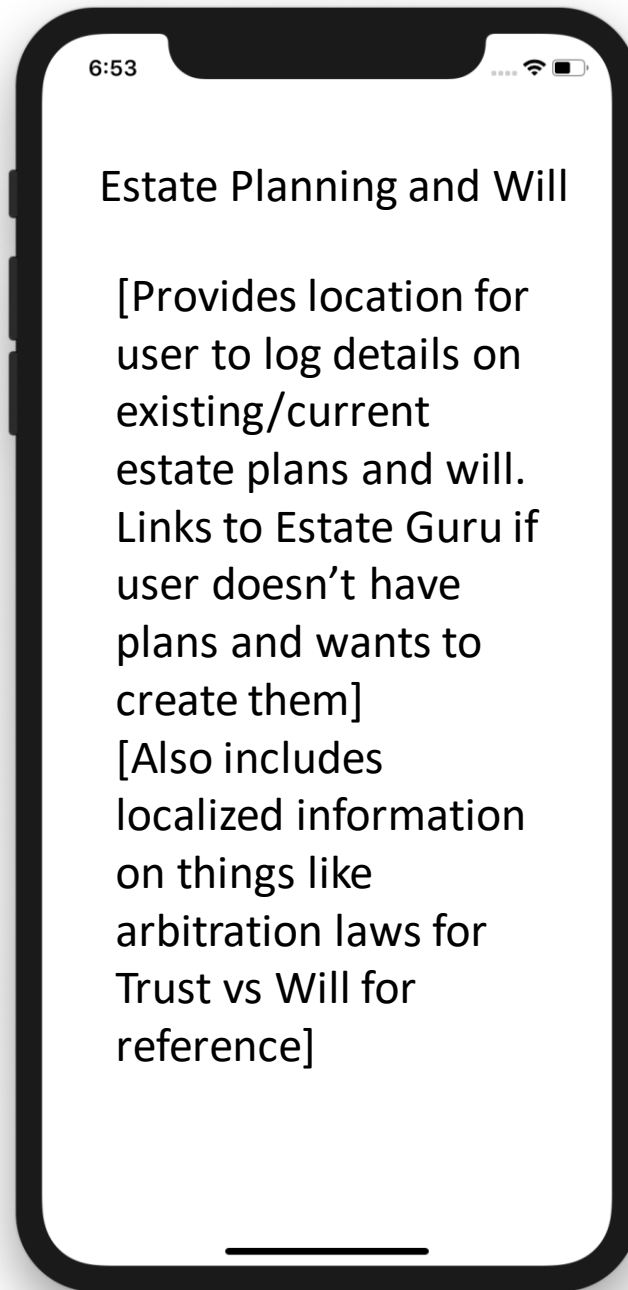 6:53
Estate Planning and Will
[Provides location for
user to log details on
existing/current
estate plans and will.
Links to Estate Guru if
user doesn’t have
plans and wants to
create them]
[Also includes
localized information
on things like
arbitration laws for
Trust vs Will for
reference]